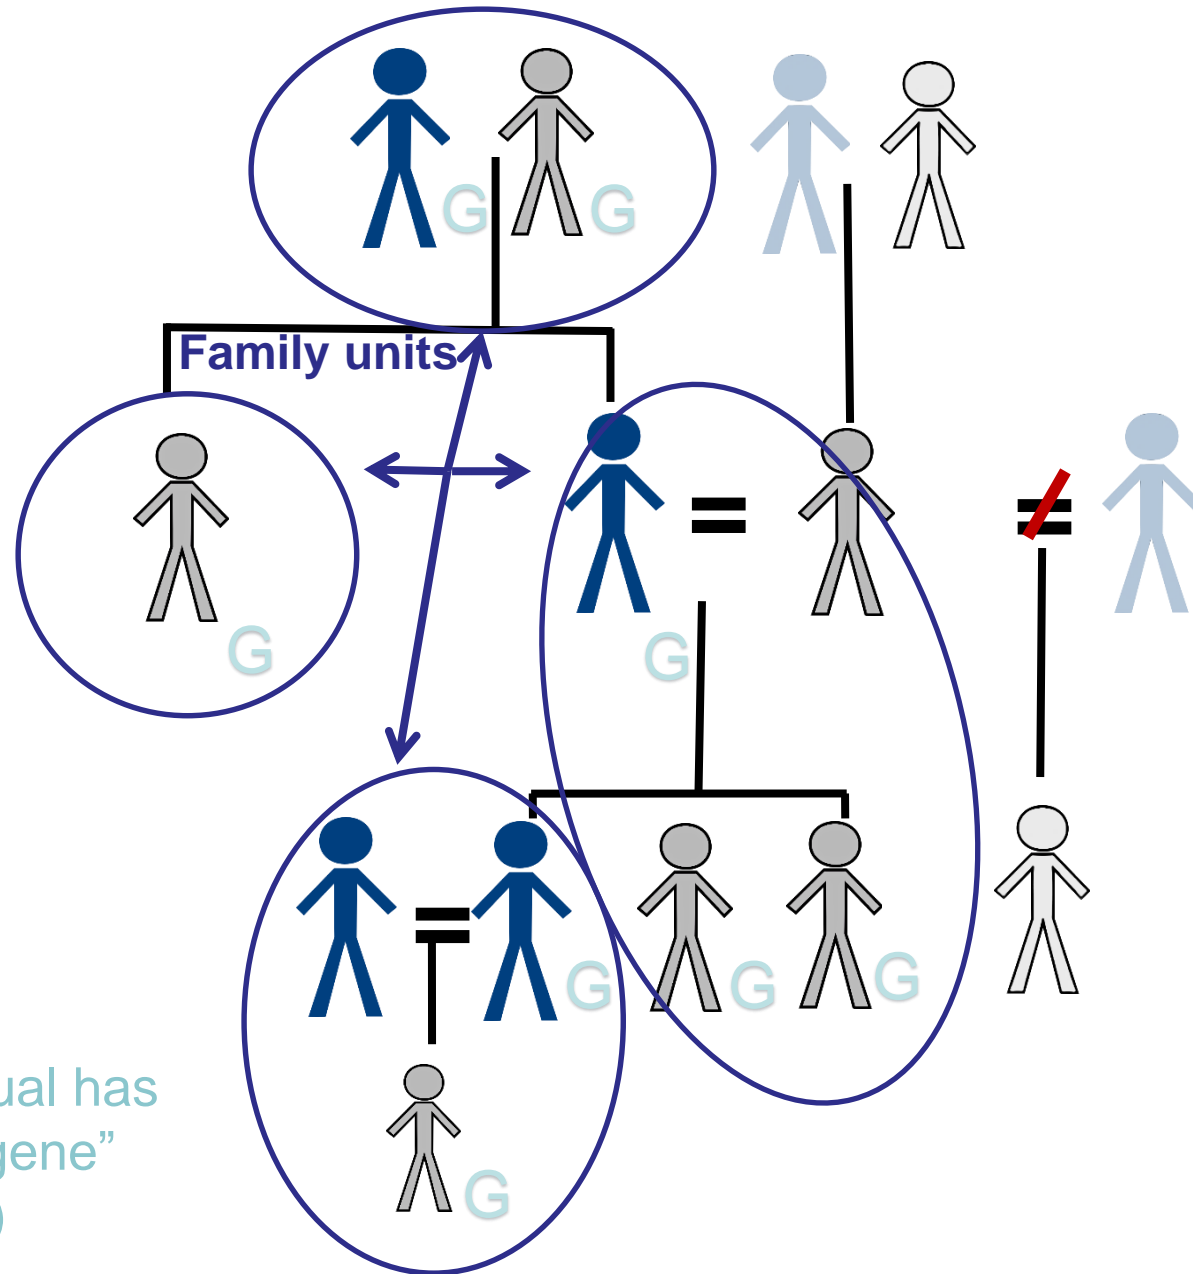 G G
Family units
=
=
G
G
=
G G G
ual has
gene”
G
)